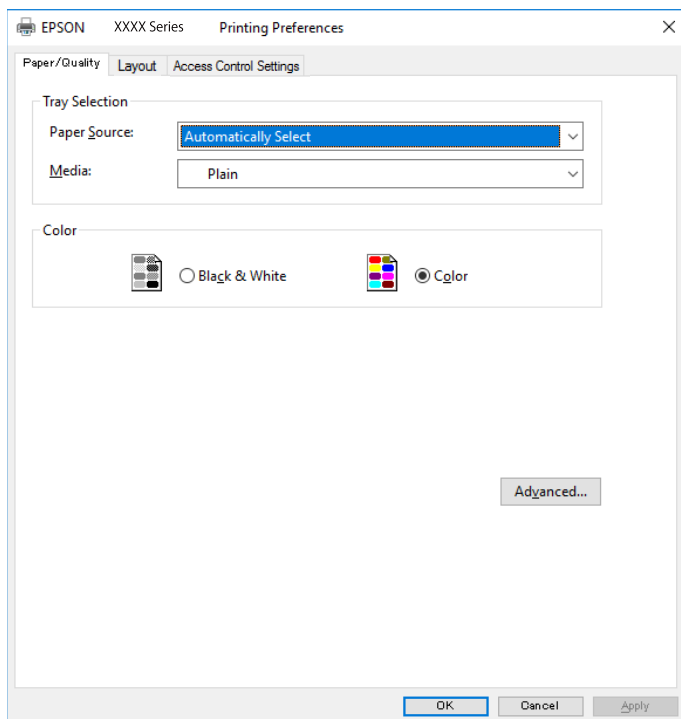 EPSON XXXX Series Printing Preferences
Paper/Quality Layout Access Control Settings
Tray Selection
Paper Source: Automatically Select
Media: Plain
Color
Black & White Color
Advanced...
OK Cancel Apply